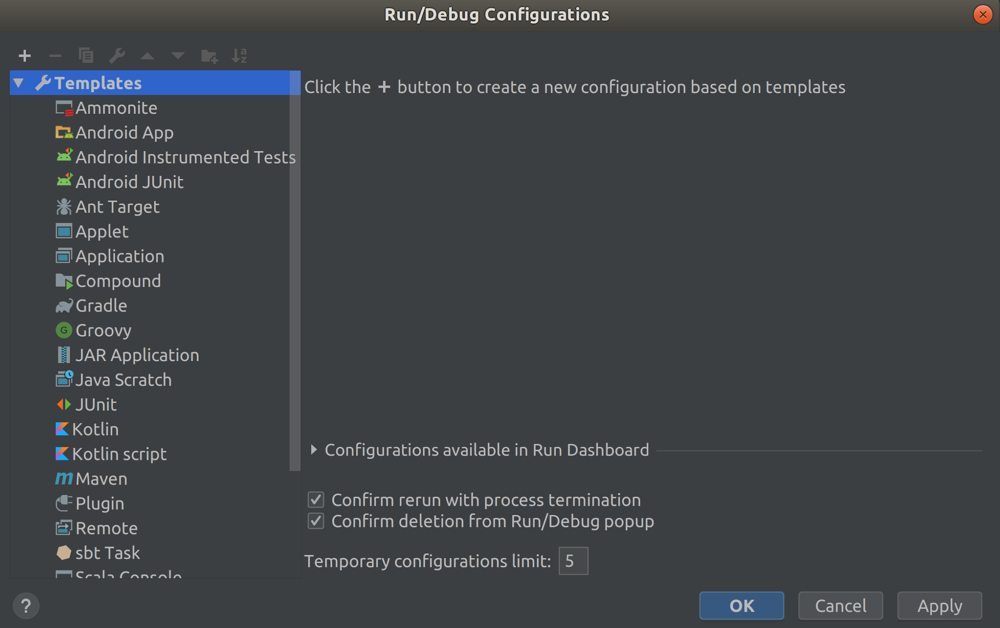 Run/Debug Configurations
Templates
Ammonite
Android App
Android Instrumented Tests
Android JUnit
Ant Target
Applet
Application
Compound
Gradle
Groovy
JAR Application
Java Scratch
JUnit
Kotlin
Kotlin script
Maven
Plugin
Remote
sbt Task
Scala Console
Click the + button to create a new configuration based on templates
Configurations available in Run Dashboard
Confirm rerun with process termination
Confirm deletion from Run/Debug popup
Temporary configurations limit: 5
?
OK
Cancel
Apply